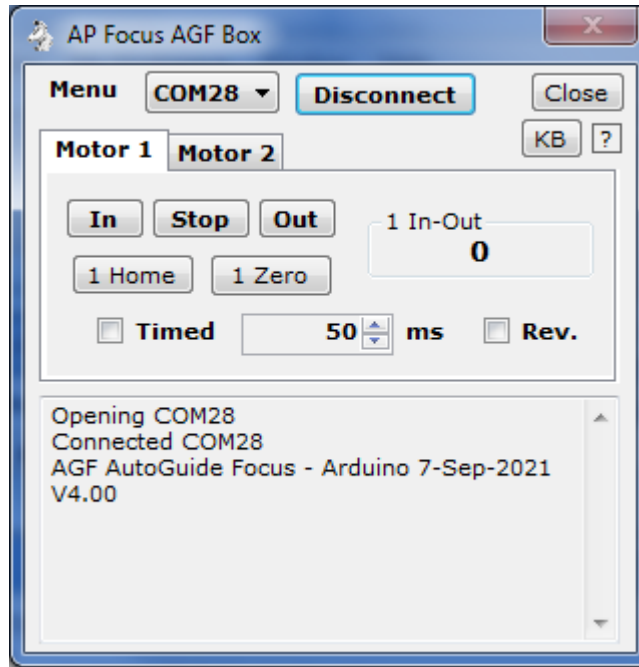 AP Focus AGF Box
Menu COM28 Disconnect Close
KB ?
Motor 1 Motor 2
In Stop Out 1 In-Out
0
1 Home 1 Zero
Timed 50 ms Rev.
Opening COM28
Connected COM28
AGF AutoGuide Focus - Arduino 7-Sep-2021
V4.00